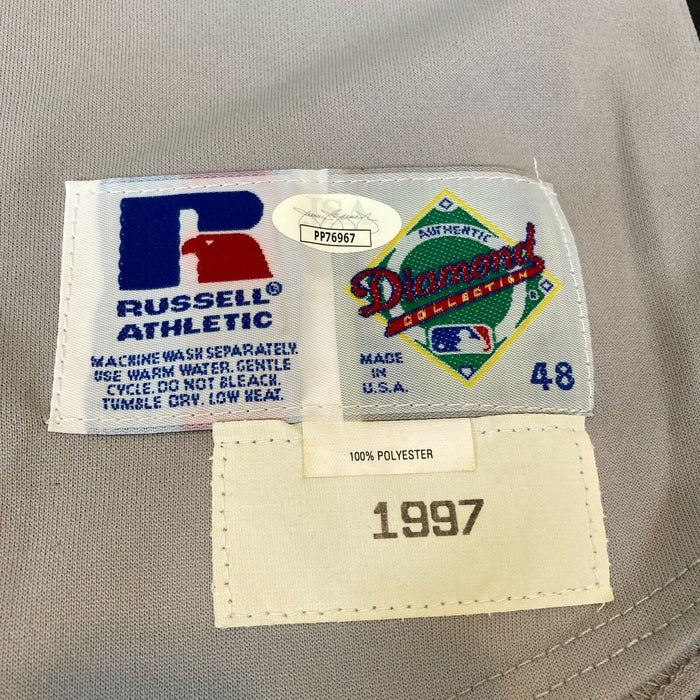 JSA
PP76967
RUSSELL®
ATHLETIC
MACHINE WASH SEPARATELY.
USE WARM WATER. GENTLE
CYCLE. DO NOT BLEACH.
TUMBLE DRY. LOW HEAT.
AUTHENTIC
Diamond
COLLECTION ®
MADE IN
U.S.A.
48
100% POLYESTER
1997